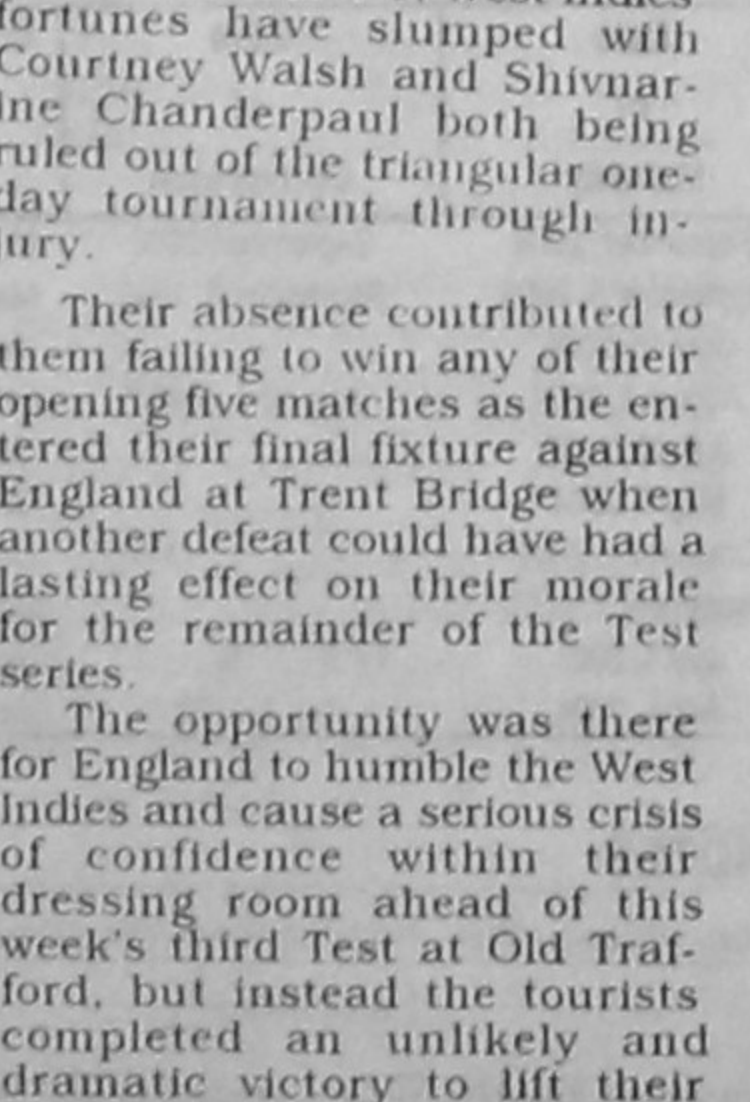 fortunes have slumped with
Courtney Walsh and Shivnar-
ine Chanderpaul both being
ruled out of the triangular one-
day tournament through in-
jury.
Their absence contributed to
them failing to win any of their
opening five matches as the en-
tered their final fixture against
England at Trent Bridge when
another defeat could have had a
lasting effect on their morale
for the remainder of the Test
series.
The opportunity was there
for England to humble the West
Indies and cause a serious crisis
of confidence within their
dressing room ahead of this
week's third Test at Old Traf-
ford, but instead the tourists
completed an unlikely and
dramatic victory to lift their